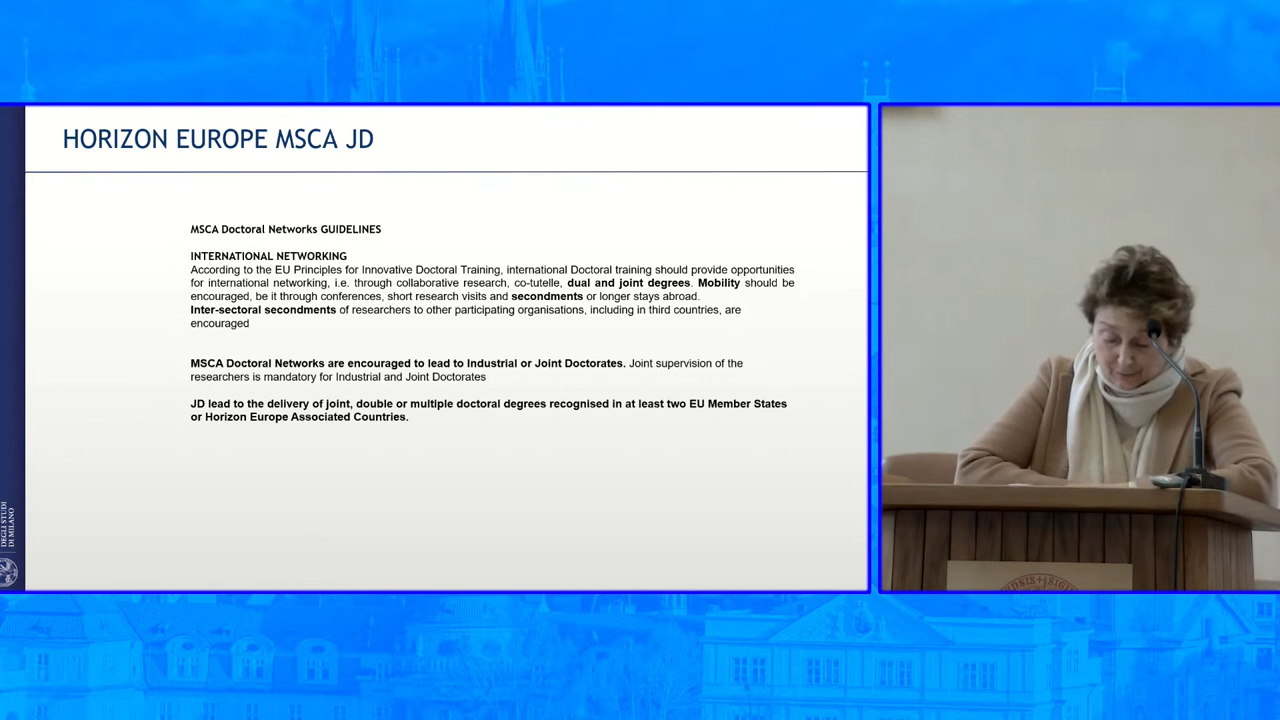 HORIZON EUROPE MSCA JD
MSCA Doctoral Networks GUIDELINES
INTERNATIONAL NETWORKING
According to the EU Principles for Innovative Doctoral Training, international Doctoral training should provide opportunities
for international networking, i.e. through collaborative research, co-tutelle, dual and joint degrees. Mobility should be
encouraged, be it through conferences, short research visits and secondments or longer stays abroad.
Inter-sectoral secondments of researchers to other participating organisations, including in third countries, are
encouraged
MSCA Doctoral Networks are encouraged to lead to Industrial or Joint Doctorates. Joint supervision of the
researchers is mandatory for Industrial and Joint Doctorates
JD lead to the delivery of joint, double or multiple doctoral degrees recognised in at least two EU Member States
or Horizon Europe Associated Countries.
DEGLI STUDI
DI MILANO